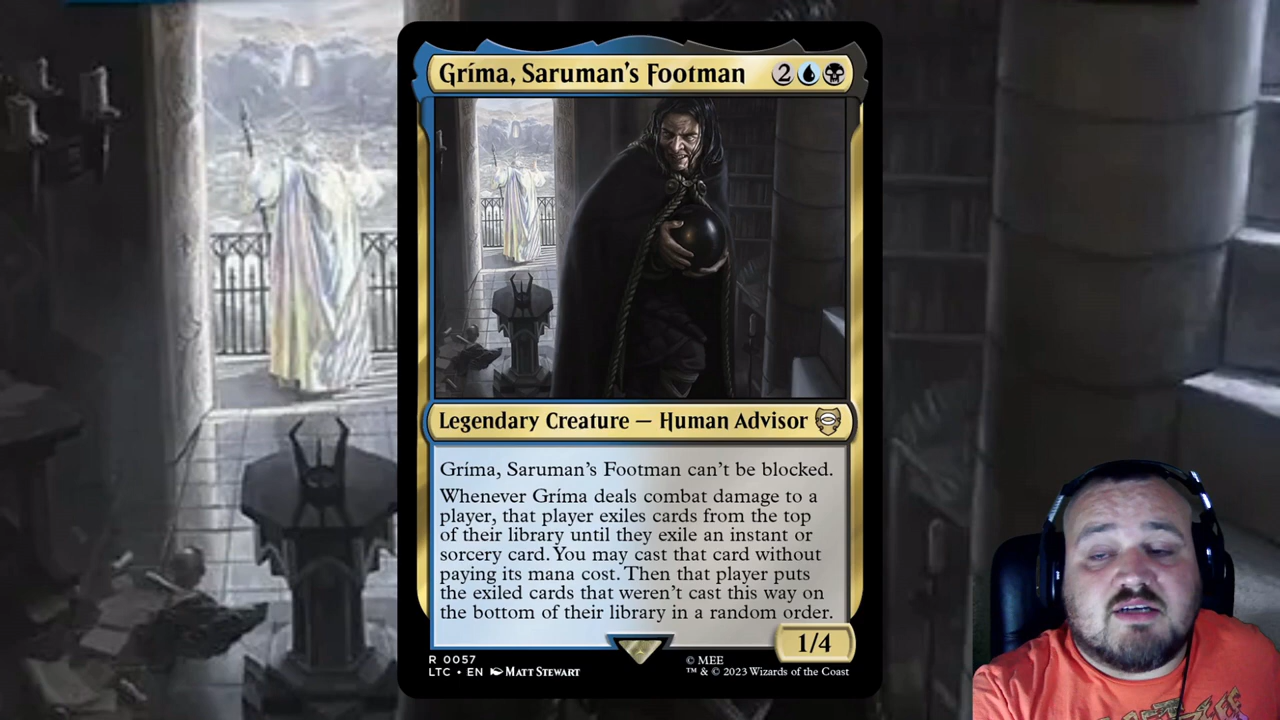 Gríma, Saruman's Footman 2
Legendary Creature — Human Advisor
Gríma, Saruman's Footman can't be blocked.
Whenever Gríma deals combat damage to a
player, that player exiles cards from the top
of their library until they exile an instant or
sorcery card. You may cast that card without
paying its mana cost. Then that player puts
the exiled cards that weren't cast this way on
the bottom of their library in a random order.
1/4
R 0057
LTC • EN Matt Stewart
© MEE
™ & © 2023 Wizards of the Coast